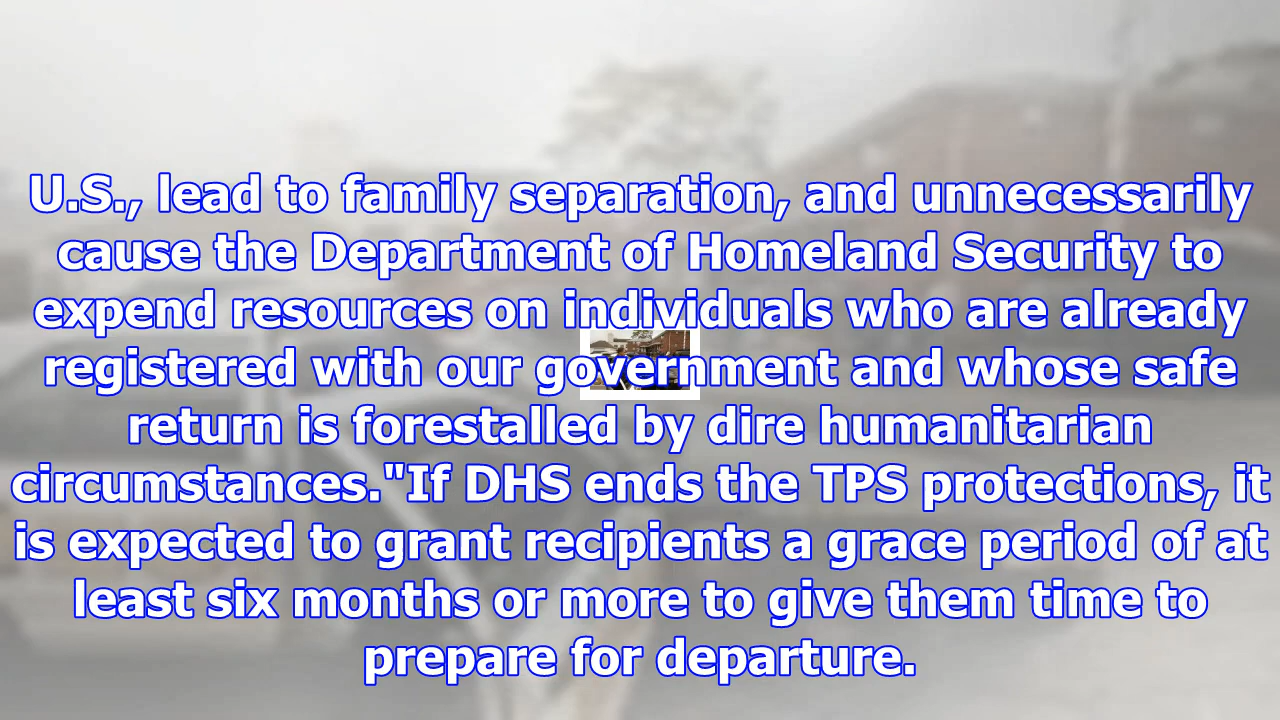 U.S., lead to family separation, and unnecessarily
cause the Department of Homeland Security to
expend resources on individuals who are already
registered with our government and whose safe
return is forestalled by dire humanitarian
circumstances."If DHS ends the TPS protections, it
is expected to grant recipients a grace period of at
least six months or more to give them time to
prepare for departure.